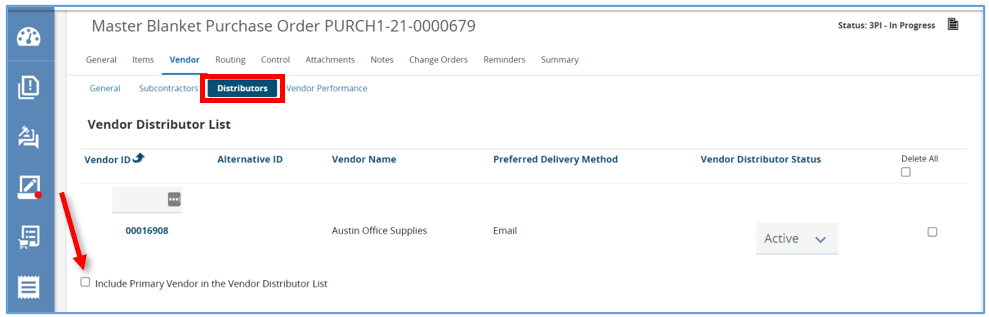 Master Blanket Purchase Order PURCH1-21-0000679
Status: 3PI - In Progress
General Items Vendor Routing Control Attachments Notes Change Orders Reminders Summary
General Subcontractors Distributors Vendor Performance
Vendor Distributor List
Vendor ID Alternative ID Vendor Name Preferred Delivery Method Vendor Distributor Status Delete All
00016908 Austin Office Supplies Email Active
Include Primary Vendor in the Vendor Distributor List